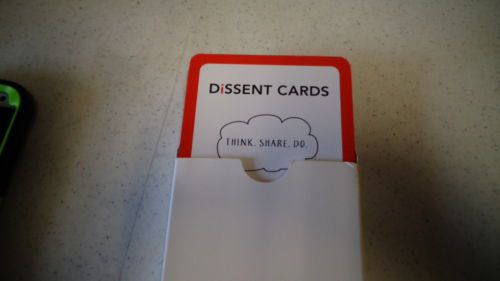 DiSSENT CARDS
THINK. SHARE. DO.